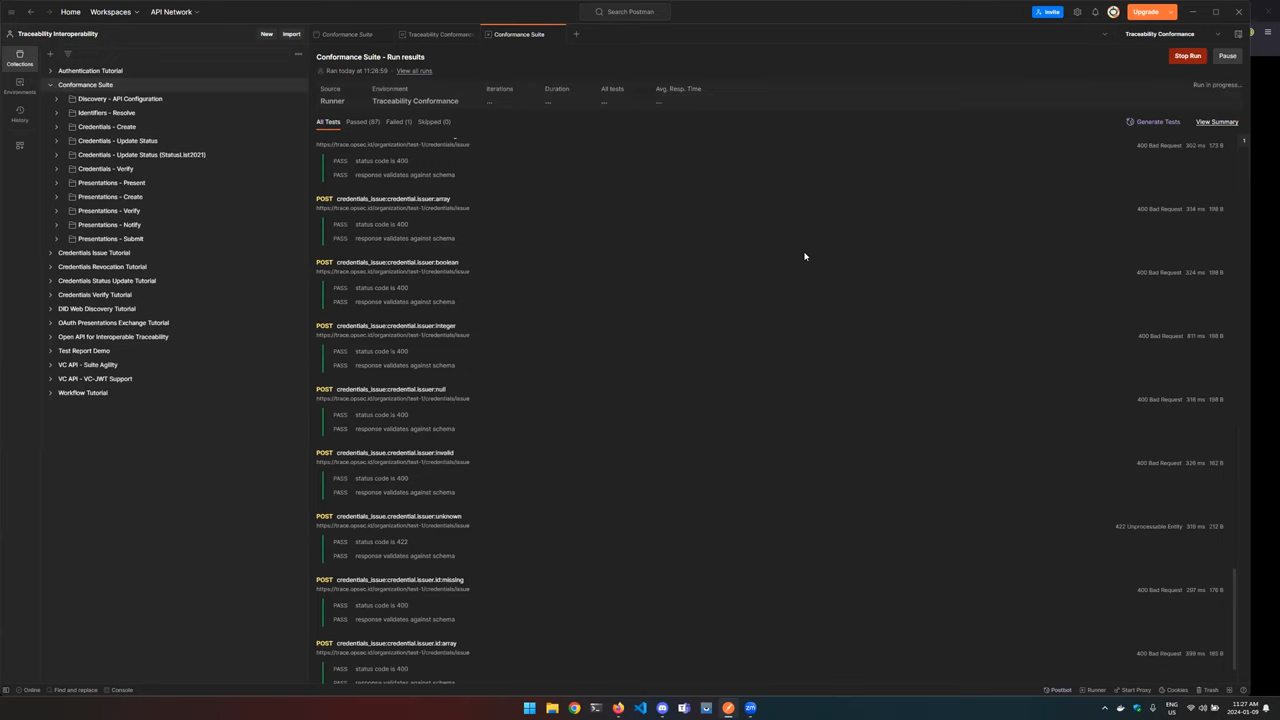 Home
Workspaces
API Network
Search Postman
Invite
Upgrade
Traceability Interoperability
New
Import
Conformance Suite
Traceability Conformanc
Conformance Suite
Traceability Conformance
Collections
Environments
History
Authentication Tutorial
Conformance Suite
Discovery - API Configuration
Identifiers - Resolve
Credentials - Create
Credentials - Update Status
Credentials - Update Status (StatusList2021)
Credentials - Verify
Presentations - Present
Presentations - Create
Presentations - Verify
Presentations - Notify
Presentations - Submit
Credentials Issue Tutorial
Credentials Revocation Tutorial
Credentials Status Update Tutorial
Credentials Verify Tutorial
DID Web Discovery Tutorial
OAuth Presentations Exchange Tutorial
Open API for Interoperable Traceability
Test Report Demo
VC API - Suite Agility
VC API - VC-JWT Support
Workflow Tutorial
Conformance Suite - Run results
Stop Run
Pause
Ran today at 11:26:59 · View all runs
Source Environment Iterations Duration All tests Avg. Resp. Time
Run in progress...
Runner Traceability Conformance ... ... ... ...
All Tests Passed (87) Failed (1) Skipped (0)
Generate Tests
View Summary
1
https://trace.opsec.id/organization/test-1/credentials/issue 400 Bad Request 302 ms 173 B
PASS status code is 400
PASS response validates against schema
POST credentials_issue:credential.issuer:array
https://trace.opsec.id/organization/test-1/credentials/issue 400 Bad Request 314 ms 198 B
PASS status code is 400
PASS response validates against schema
POST credentials_issue:credential.issuer:boolean
https://trace.opsec.id/organization/test-1/credentials/issue 400 Bad Request 324 ms 198 B
PASS status code is 400
PASS response validates against schema
POST credentials_issue:credential.issuer:integer
https://trace.opsec.id/organization/test-1/credentials/issue 400 Bad Request 811 ms 198 B
PASS status code is 400
PASS response validates against schema
POST credentials_issue:credential.issuer:null
https://trace.opsec.id/organization/test-1/credentials/issue 400 Bad Request 318 ms 198 B
PASS status code is 400
PASS response validates against schema
POST credentials_issue.credential.issuer:invalid
https://trace.opsec.id/organization/test-1/credentials/issue 400 Bad Request 326 ms 182 B
PASS status code is 400
PASS response validates against schema
POST credentials_issue.credential.issuer:unknown
https://trace.opsec.id/organization/test-1/credentials/issue 422 Unprocessable Entity 319 ms 212 B
PASS status code is 422
PASS response validates against schema
POST credentials_issue:credential.issuer.id:missing
https://trace.opsec.id/organization/test-1/credentials/issue 400 Bad Request 297 ms 176 B
PASS status code is 400
PASS response validates against schema
POST credentials_issue:credential.issuer.id:array
https://trace.opsec.id/organization/test-1/credentials/issue 400 Bad Request 399 ms 185 B
PASS status code is 400
Online
Find and replace
Console
Postbot
Runner
Start Proxy
Cookies
Trash
ENG
US
11:27 AM
2024-01-09